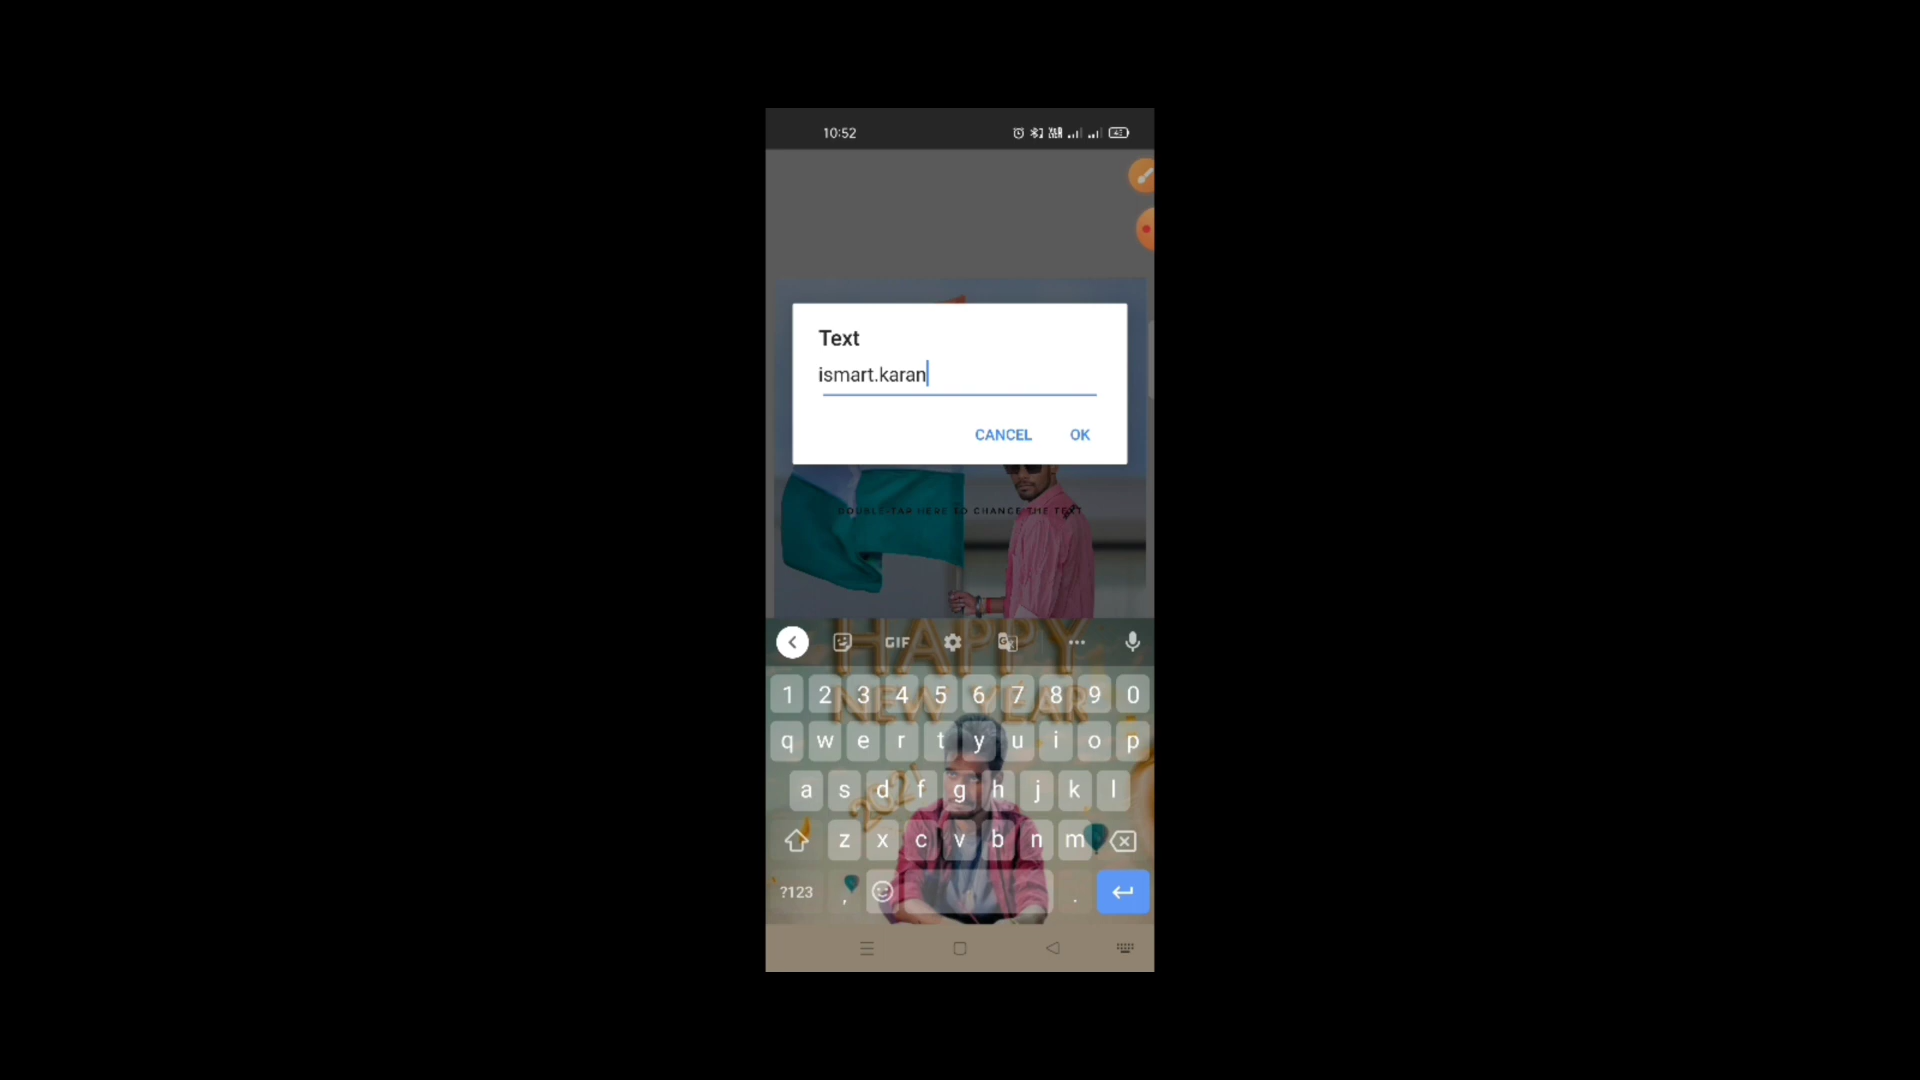 10:52
Text
ismart.karan
CANCEL OK
DOUBLE-TAP HERE TO CHANGE THE TEXT
GIF
HAPPY
NEW YEAR
2021
1 2 3 4 5 6 7 8 9 0
q w e r t y u i o p
a s d f g h j k l
z x c v b n m
?123 , .